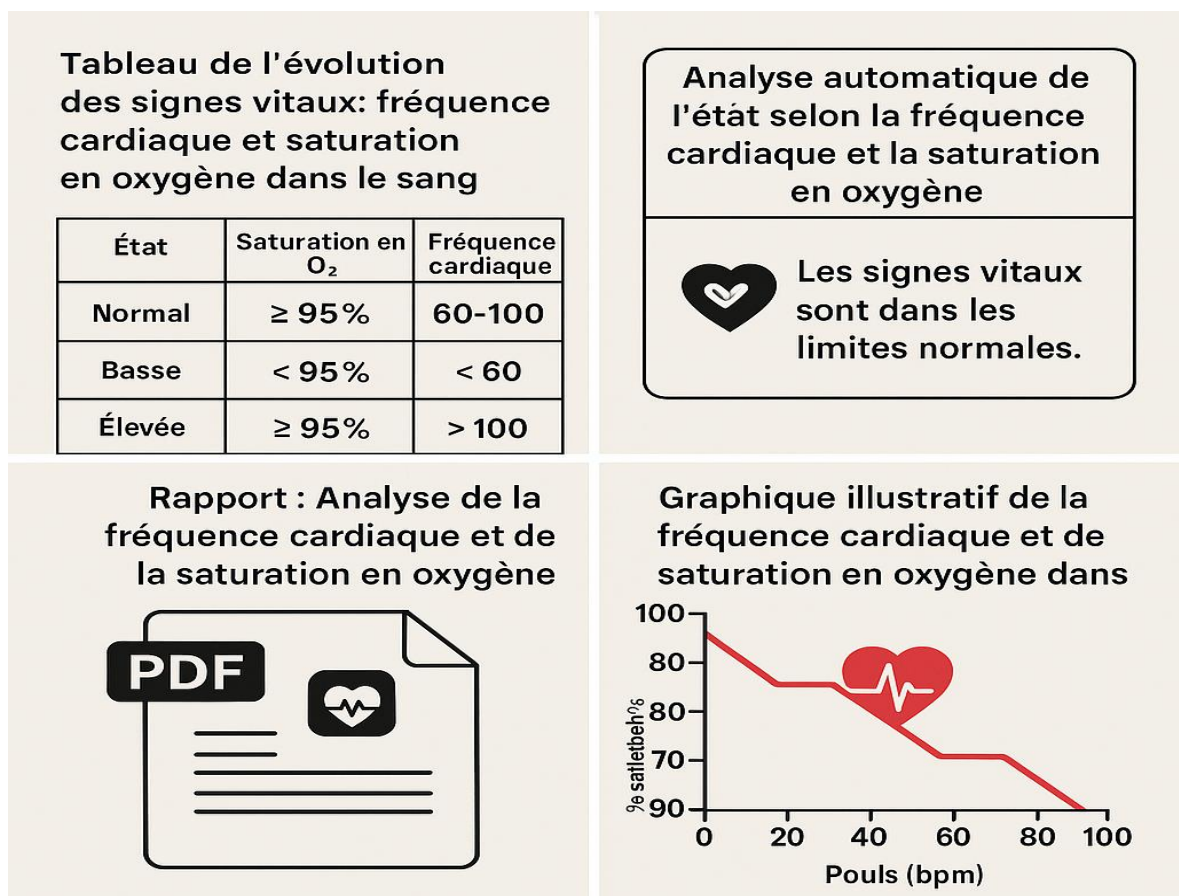 Tableau de l'évolution
des signes vitaux: fréquence
cardiaque et saturation
en oxygène dans le sang
État
Saturation en
O₂
Fréquence
cardiaque
Normal ≥ 95% 60-100
Basse < 95% < 60
Élevée ≥ 95% > 100
Analyse automatique de
l'état selon la fréquence
cardiaque et la saturation
en oxygène
Les signes vitaux
sont dans les
limites normales.
Rapport : Analyse de la
fréquence cardiaque et de
la saturation en oxygène
PDF
Graphique illustratif de la
fréquence cardiaque et de
saturation en oxygène dans
100
80
80
70
90
0 20 40 60 80 100
Pouls (bpm)